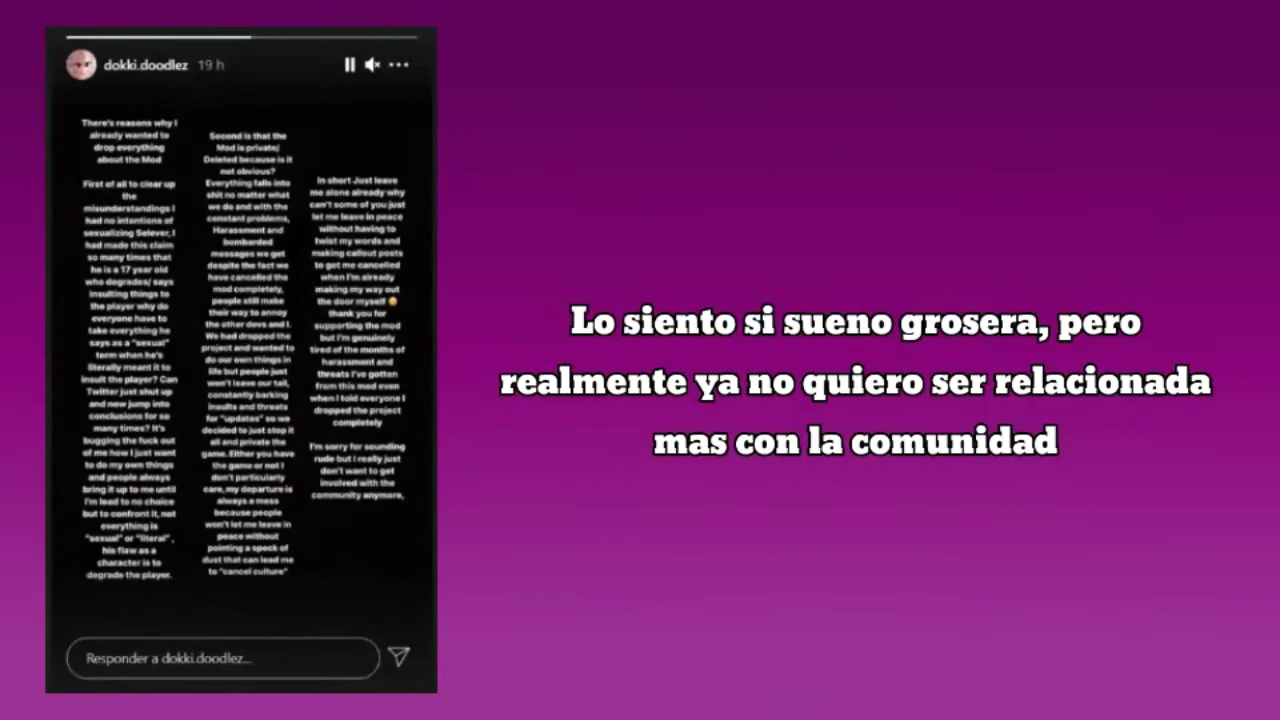 dokki.doodlez 19 h
There's reasons why I
already wanted to
drop everything
about the Mod
First of all to clear up
the
misunderstandings I
had no intentions of
sexualizing Selever, I
had made this claim
so many times that
he is a 17 year old
who degrades/ says
insulting things to
the player why do
everyone have to
take everything he
says as a "sexual"
term when he's
literally meant it to
insult the player? Can
Twitter just shut up
and now jump into
conclusions for so
many times? It's
bugging the fuck out
of me how I just want
to do my own things
and people always
bring it up to me until
I'm lead to no choice
but to confront it, not
everything is
"sexual" or "literal" ,
his flaw as a
character is to
degrade the player.
Second is that the
Mod is private/
Deleted because is it
not obvious?
Everything falls into
shit no matter what
we do and with the
constant problems,
Harassment and
bombarded
messages we get
despite the fact we
have cancelled the
mod completely,
people still make
their way to annoy
the other devs and I.
We had dropped the
project and wanted to
do our own things in
life but people just
won't leave our tail,
constantly barking
insults and threats
for "updates" so we
decided to just stop it
all and private the
game. Either you have
the game or not I
don't particularly
care, my departure is
always a mess
because people
won't let me leave in
peace without
pointing a speck of
dust that can lead me
to "cancel culture"
In short Just leave
me alone already why
can't some of you just
let me leave in peace
without having to
twist my words and
making callout posts
to get me cancelled
when I'm already
making my way out
the door myself
thank you for
supporting the mod
but I'm genuinely
tired of the months of
harassment and
threats I've gotten
from this mod even
when I told everyone I
dropped the project
completely
I'm sorry for sounding
rude but I really just
don't want to get
involved with the
community anymore,
Responder a dokki.doodlez...
Lo siento si sueno grosera, pero
realmente ya no quiero ser relacionada
mas con la comunidad